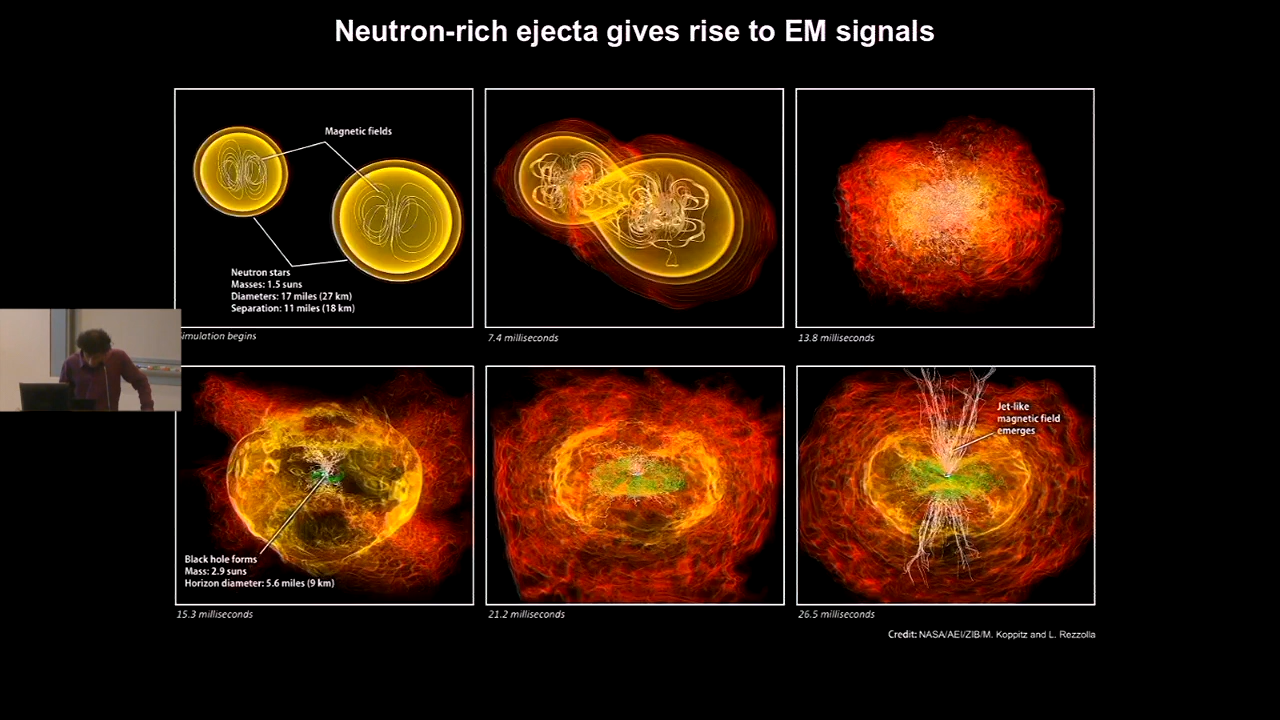 Neutron-rich ejecta gives rise to EM signals
Magnetic fields
Neutron stars
Masses: 1.5 suns
Diameters: 17 miles (27 km)
Separation: 11 miles (18 km)
Simulation begins
7.4 milliseconds
13.8 milliseconds
Black hole forms
Mass: 2.9 suns
Horizon diameter: 5.6 miles (9 km)
Jet-like
magnetic field
emerges
15.3 milliseconds
21.2 milliseconds
26.5 milliseconds
Credit: NASA/AEI/ZIB/M. Koppitz and L. Rezzolla